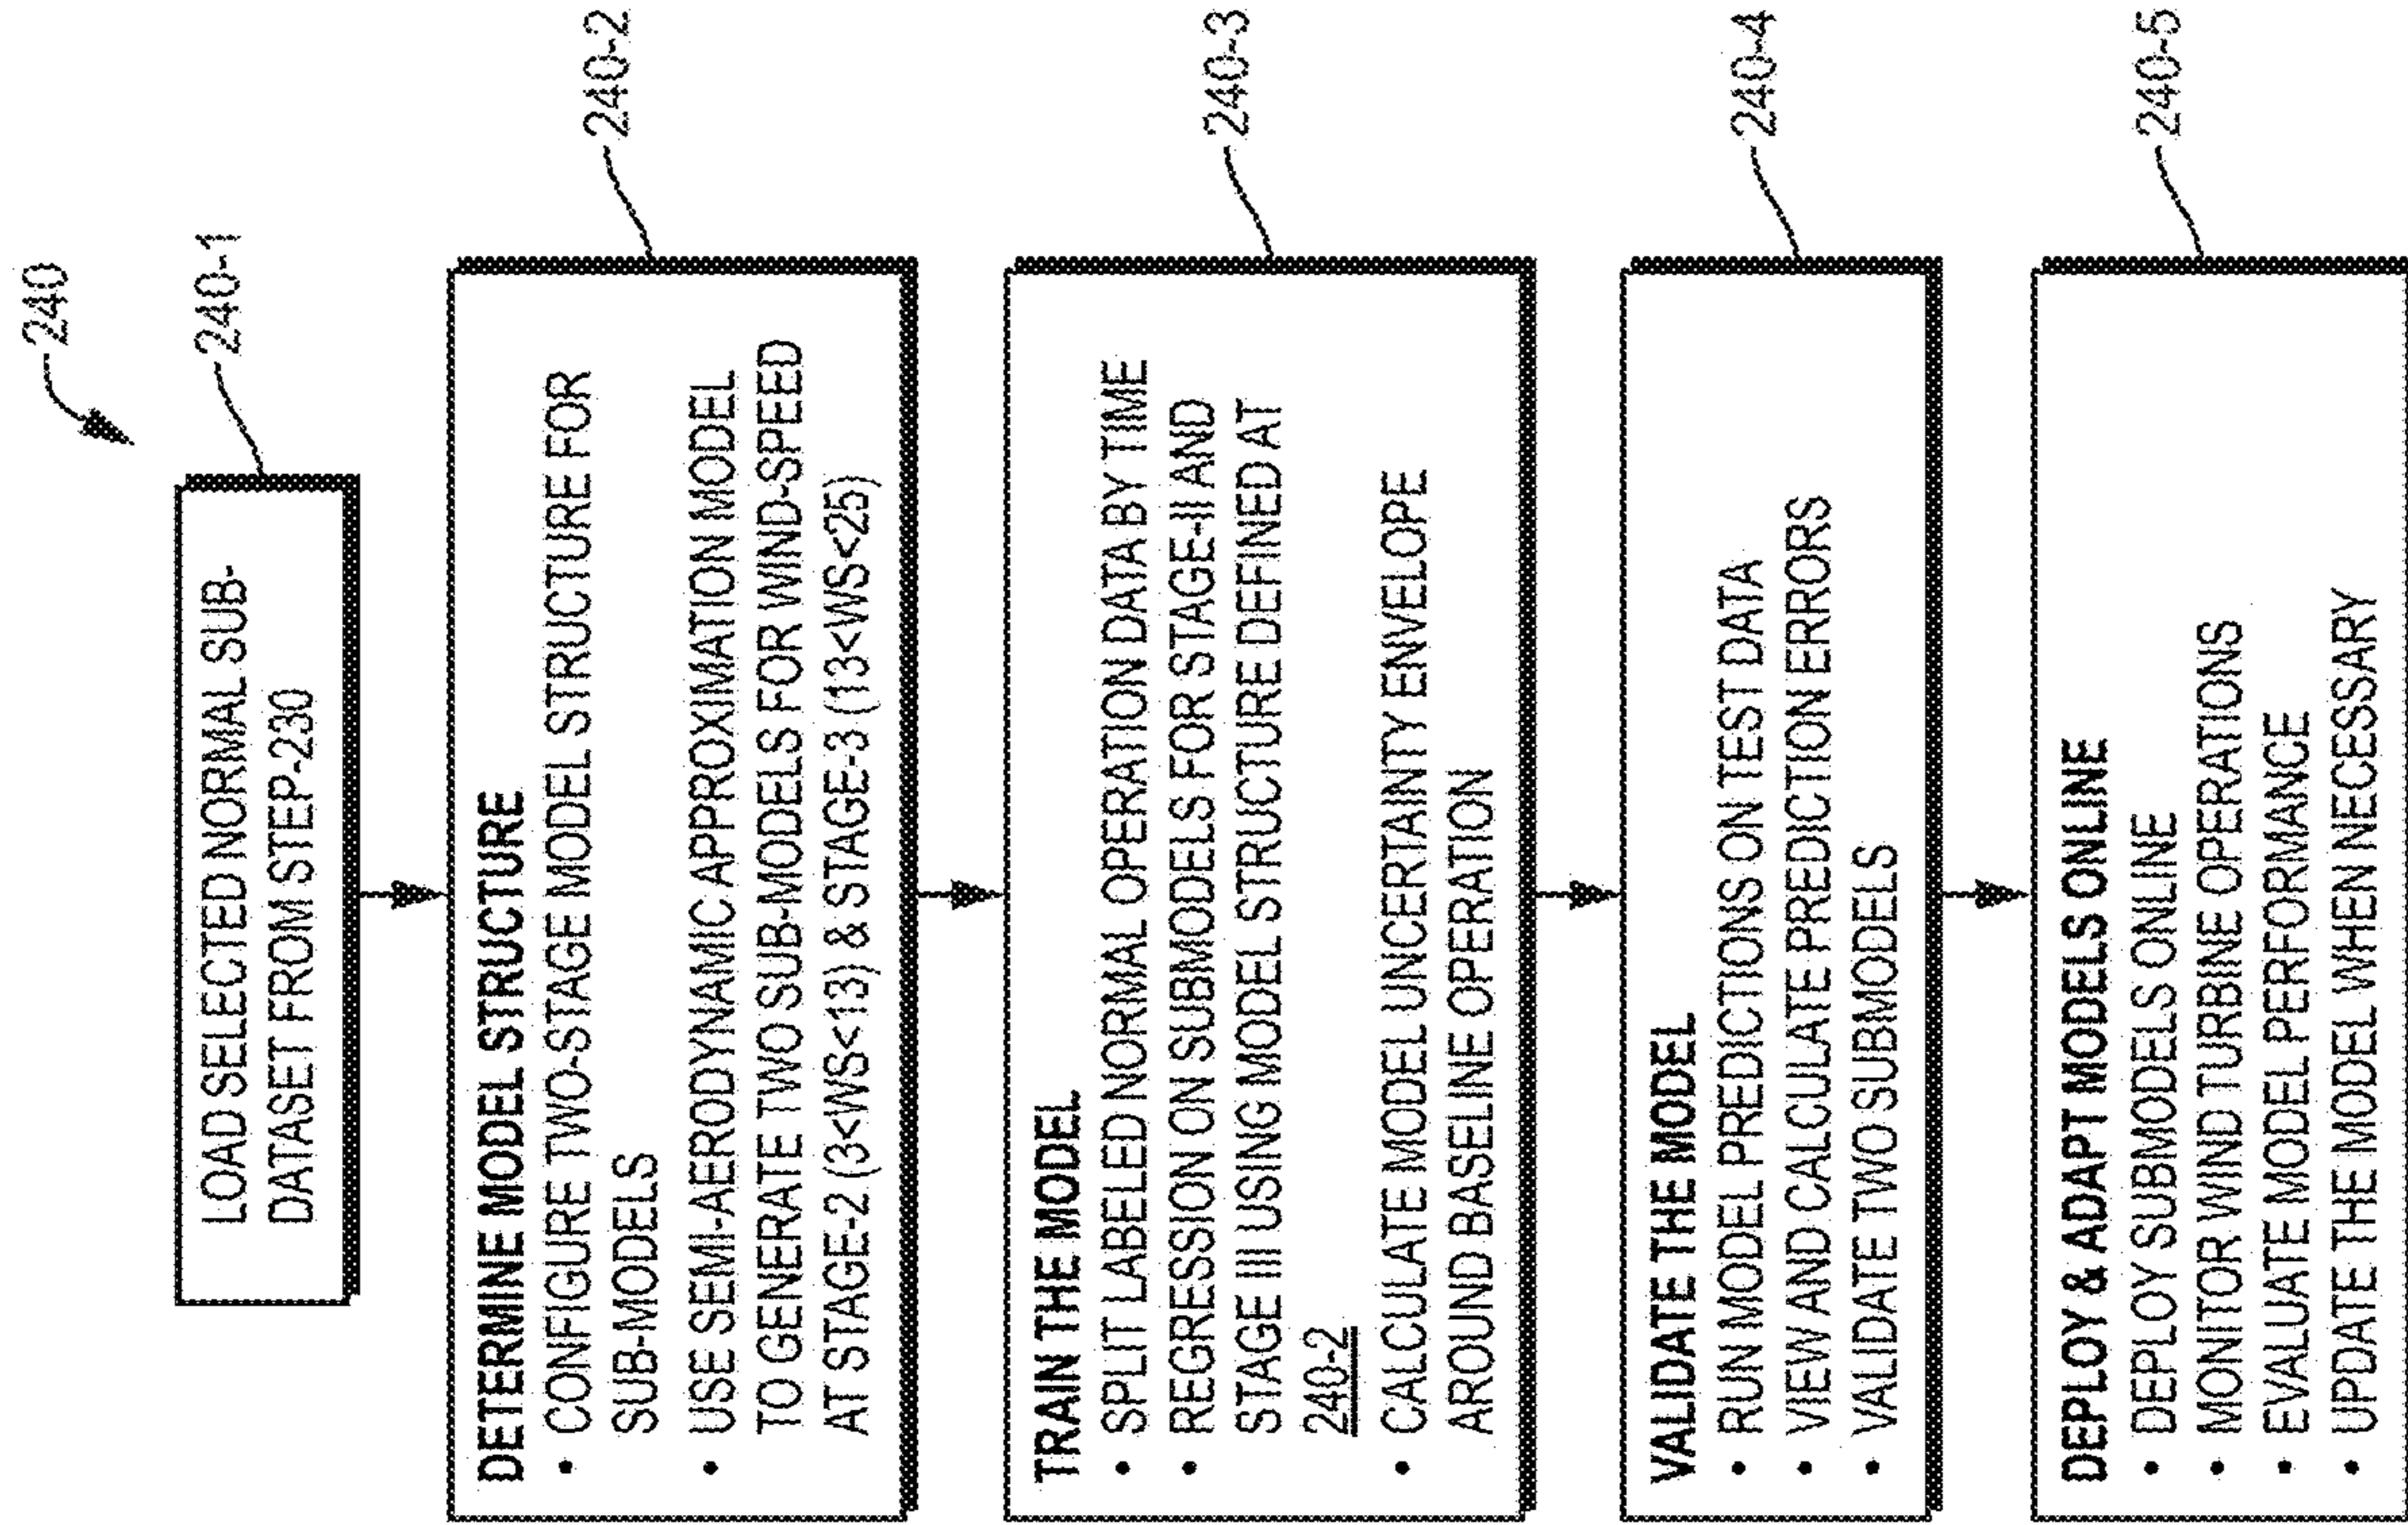 240
240-1
LOAD SELECTED NORMAL SUB-
DATASET FROM STEP-230
240-2
DETERMINE MODEL STRUCTURE
• CONFIGURE TWO-STAGE MODEL STRUCTURE FOR
SUB-MODELS
• USE SEMI-AERODYNAMIC APPROXIMATION MODEL
TO GENERATE TWO SUB-MODELS FOR WIND-SPEED
AT STAGE-2 (3<WS<13) & STAGE-3 (13<WS<25)
240-3
TRAIN THE MODEL
• SPLIT LABELED NORMAL OPERATION DATA BY TIME
• REGRESSION ON SUBMODELS FOR STAGE-II AND
STAGE III USING MODEL STRUCTURE DEFINED AT
240-2
• CALCULATE MODEL UNCERTAINTY ENVELOPE
AROUND BASELINE OPERATION
240-4
VALIDATE THE MODEL
• RUN MODEL PREDICTIONS ON TEST DATA
• VIEW AND CALCULATE PREDICTION ERRORS
• VALIDATE TWO SUBMODELS
240-5
DEPLOY & ADAPT MODELS ONLINE
• DEPLOY SUBMODELS ONLINE
• MONITOR WIND TURBINE OPERATIONS
• EVALUATE MODEL PERFORMANCE
• UPDATE THE MODEL WHEN NECESSARY